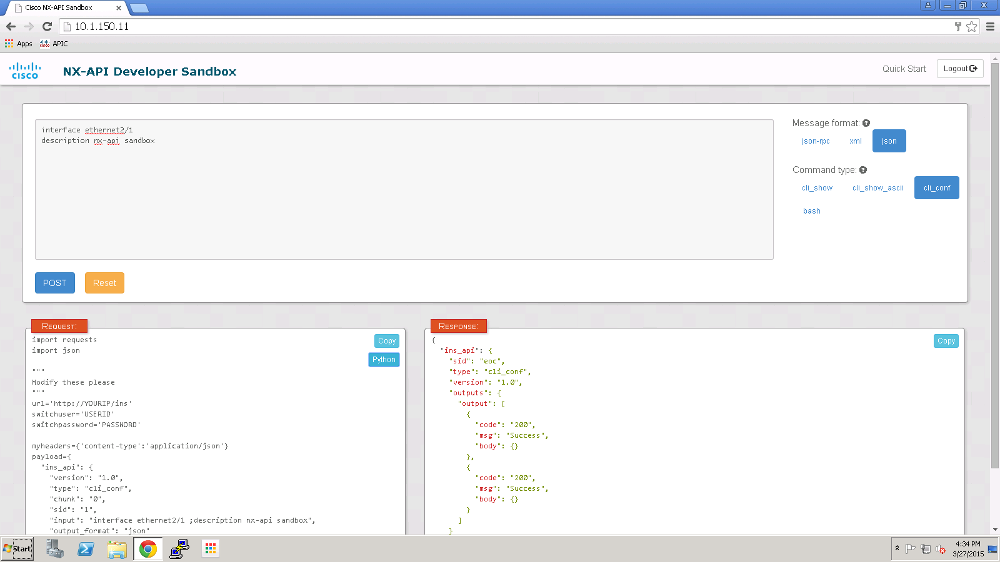 Cisco NX-API Sandbox
10.1.150.11
Apps
APIC
CISCO
NX-API Developer Sandbox
Quick Start
Logout
interface ethernet2/1
description nx-api sandbox
Message format:
json-rpc xml json
Command type:
cli_show cli_show_ascii cli_conf
bash
POST Reset
REQUEST:
Copy
Python
import requests
import json
"""
Modify these please
"""
url='http://YOURIP/ins'
switchuser='USERID'
switchpassword='PASSWORD'
myheaders={'content-type':'application/json'}
payload={
"ins_api": {
"version": "1.0",
"type": "cli_conf",
"chunk": "0",
"sid": "1",
"input": "interface ethernet2/1 ;description nx-api sandbox",
"output_format": "json"
RESPONSE:
Copy
{
"ins_api": {
"sid": "eoc",
"type": "cli_conf",
"version": "1.0",
"outputs": {
"output": [
{
"code": "200",
"msg": "Success",
"body": {}
},
{
"code": "200",
"msg": "Success",
"body": {}
}
]
}
Start
4:34 PM
3/27/2015